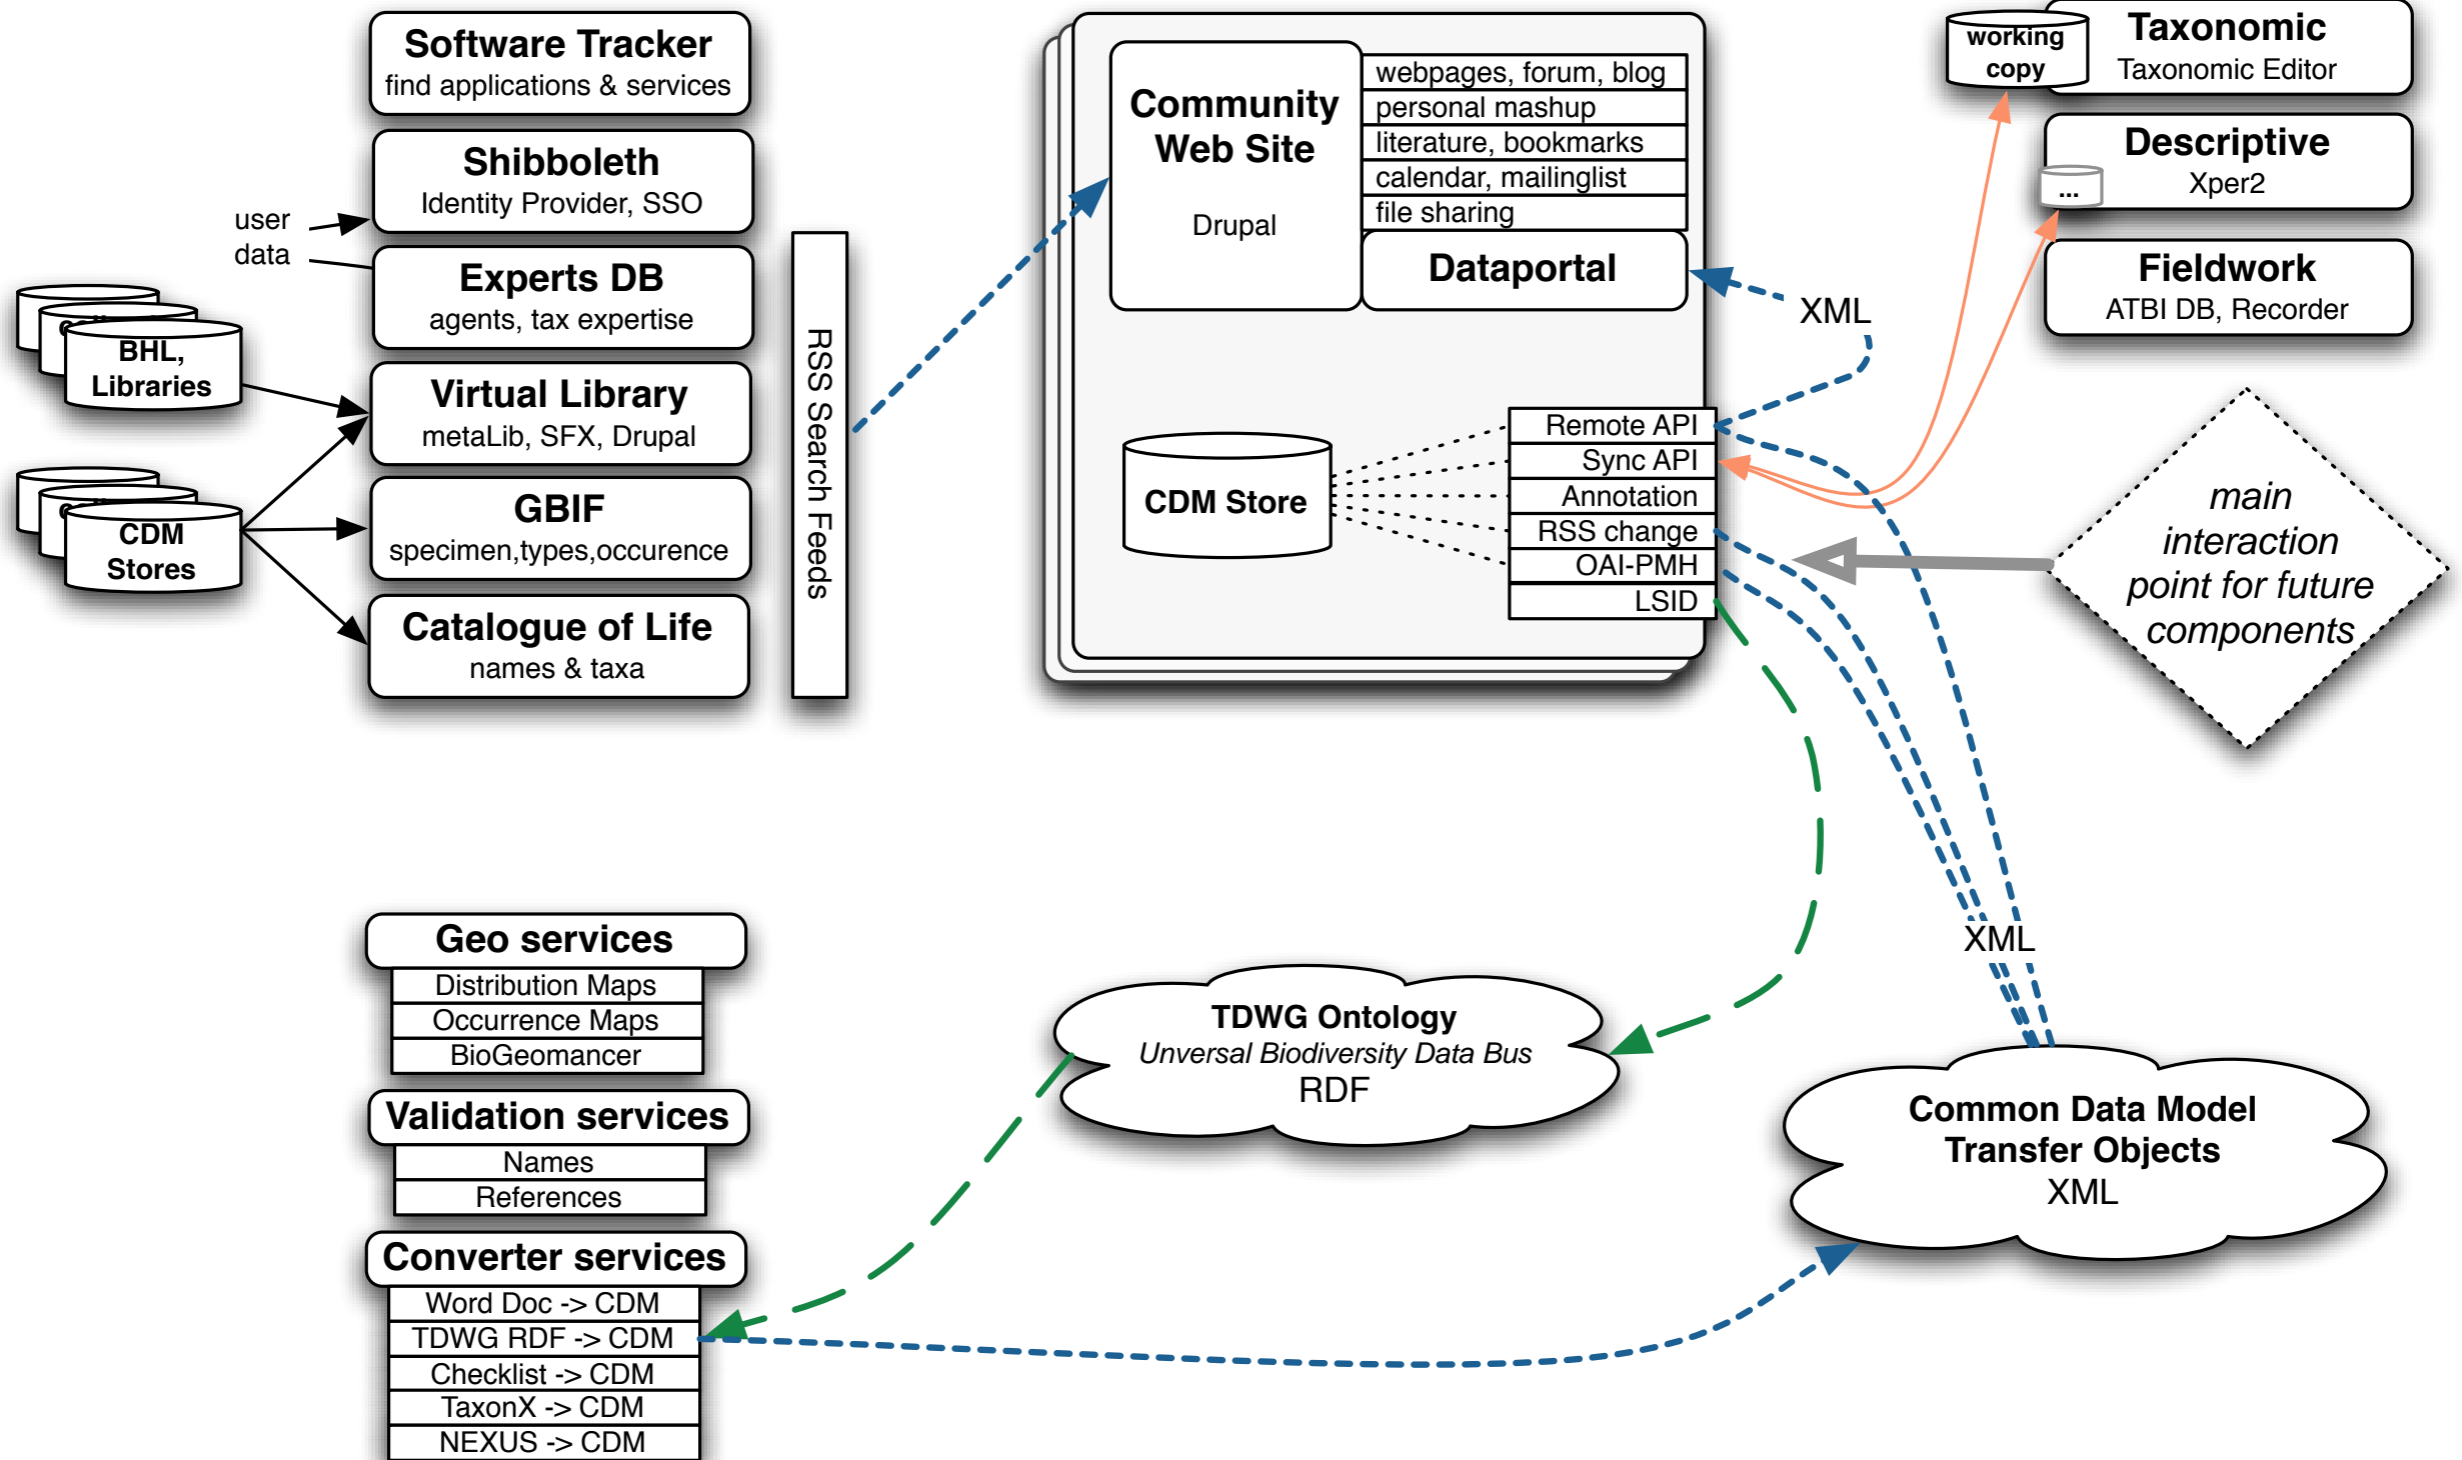 Software Tracker
find applications & services
Shibboleth
Identity Provider, SSO
user
data
Experts DB
agents, tax expertise
BHL,
Libraries
Virtual Library
metaLib, SFX, Drupal
CDM
Stores
GBIF
specimen,types,occurence
Catalogue of Life
names & taxa
RSS Search Feeds
Community
Web Site
Drupal
webpages, forum, blog
personal mashup
literature, bookmarks
calendar, mailinglist
file sharing
Dataportal
XML
CDM Store
Remote API
Sync API
Annotation
RSS change
OAI-PMH
LSID
working
copy
Taxonomic
Taxonomic Editor
Descriptive
Xper2
...
Fieldwork
ATBI DB, Recorder
main
interaction
point for future
components
Geo services
Distribution Maps
Occurrence Maps
BioGeomancer
Validation services
Names
References
Converter services
Word Doc -> CDM
TDWG RDF -> CDM
Checklist -> CDM
TaxonX -> CDM
NEXUS -> CDM
TDWG Ontology
Unversal Biodiversity Data Bus
RDF
XML
Common Data Model
Transfer Objects
XML